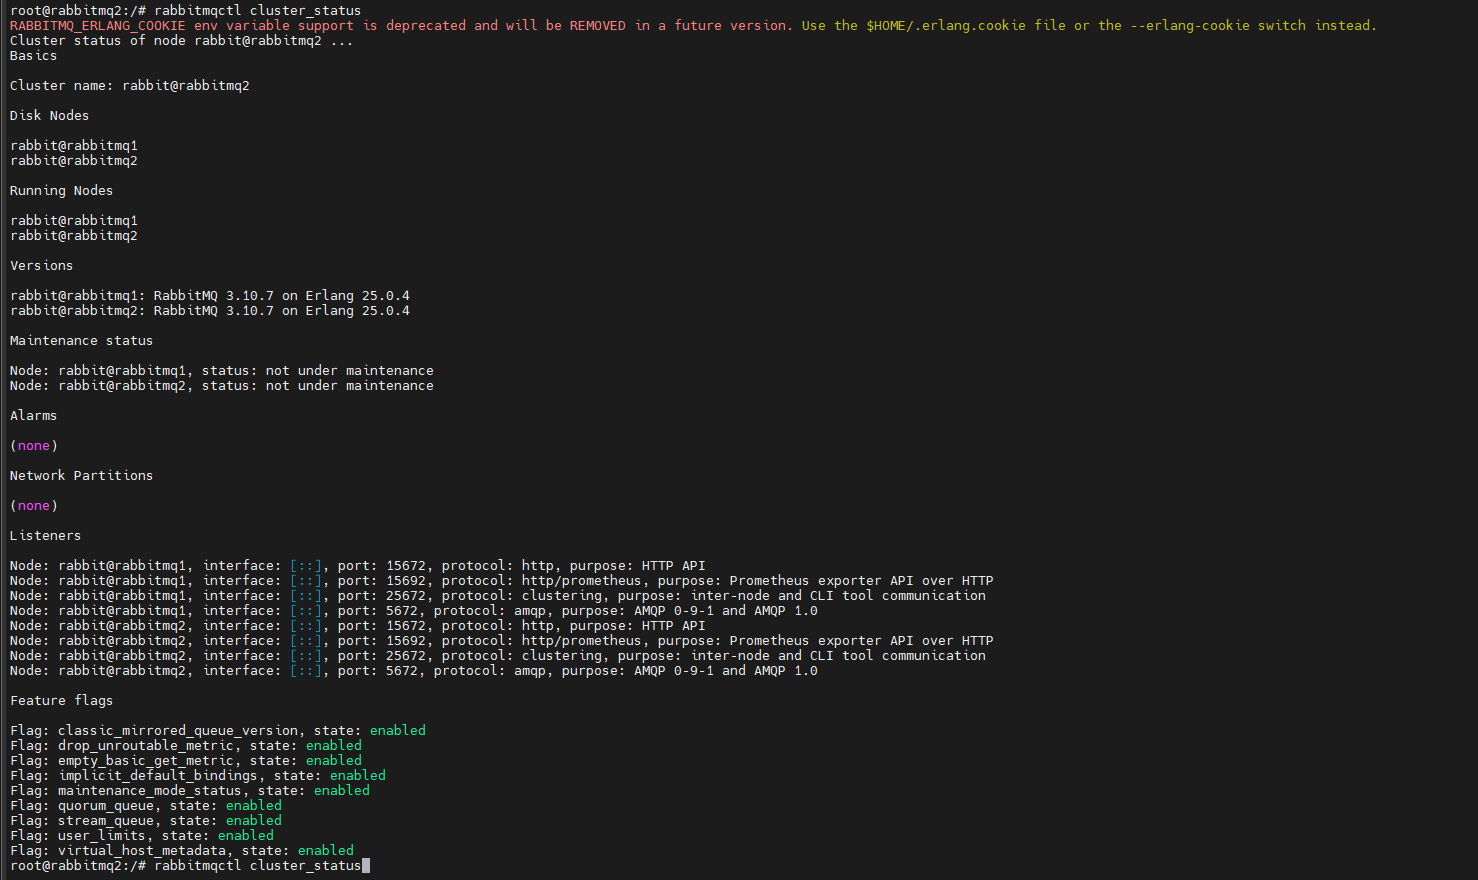 root@rabbitmq2:/# rabbitmqctl cluster_status
RABBITMQ_ERLANG_COOKIE env variable support is deprecated and will be REMOVED in a future version. Use the $HOME/.erlang.cookie file or the --erlang-cookie switch instead.
Cluster status of node rabbit@rabbitmq2 ...
Basics
Cluster name: rabbit@rabbitmq2
Disk Nodes
rabbit@rabbitmq1
rabbit@rabbitmq2
Running Nodes
rabbit@rabbitmq1
rabbit@rabbitmq2
Versions
rabbit@rabbitmq1: RabbitMQ 3.10.7 on Erlang 25.0.4
rabbit@rabbitmq2: RabbitMQ 3.10.7 on Erlang 25.0.4
Maintenance status
Node: rabbit@rabbitmq1, status: not under maintenance
Node: rabbit@rabbitmq2, status: not under maintenance
Alarms
(none)
Network Partitions
(none)
Listeners
Node: rabbit@rabbitmq1, interface: [::], port: 15672, protocol: http, purpose: HTTP API
Node: rabbit@rabbitmq1, interface: [::], port: 15692, protocol: http/prometheus, purpose: Prometheus exporter API over HTTP
Node: rabbit@rabbitmq1, interface: [::], port: 25672, protocol: clustering, purpose: inter-node and CLI tool communication
Node: rabbit@rabbitmq1, interface: [::], port: 5672, protocol: amqp, purpose: AMQP 0-9-1 and AMQP 1.0
Node: rabbit@rabbitmq2, interface: [::], port: 15672, protocol: http, purpose: HTTP API
Node: rabbit@rabbitmq2, interface: [::], port: 15692, protocol: http/prometheus, purpose: Prometheus exporter API over HTTP
Node: rabbit@rabbitmq2, interface: [::], port: 25672, protocol: clustering, purpose: inter-node and CLI tool communication
Node: rabbit@rabbitmq2, interface: [::], port: 5672, protocol: amqp, purpose: AMQP 0-9-1 and AMQP 1.0
Feature flags
Flag: classic_mirrored_queue_version, state: enabled
Flag: drop_unroutable_metric, state: enabled
Flag: empty_basic_get_metric, state: enabled
Flag: implicit_default_bindings, state: enabled
Flag: maintenance_mode_status, state: enabled
Flag: quorum_queue, state: enabled
Flag: stream_queue, state: enabled
Flag: user_limits, state: enabled
Flag: virtual_host_metadata, state: enabled
root@rabbitmq2:/# rabbitmqctl cluster_status